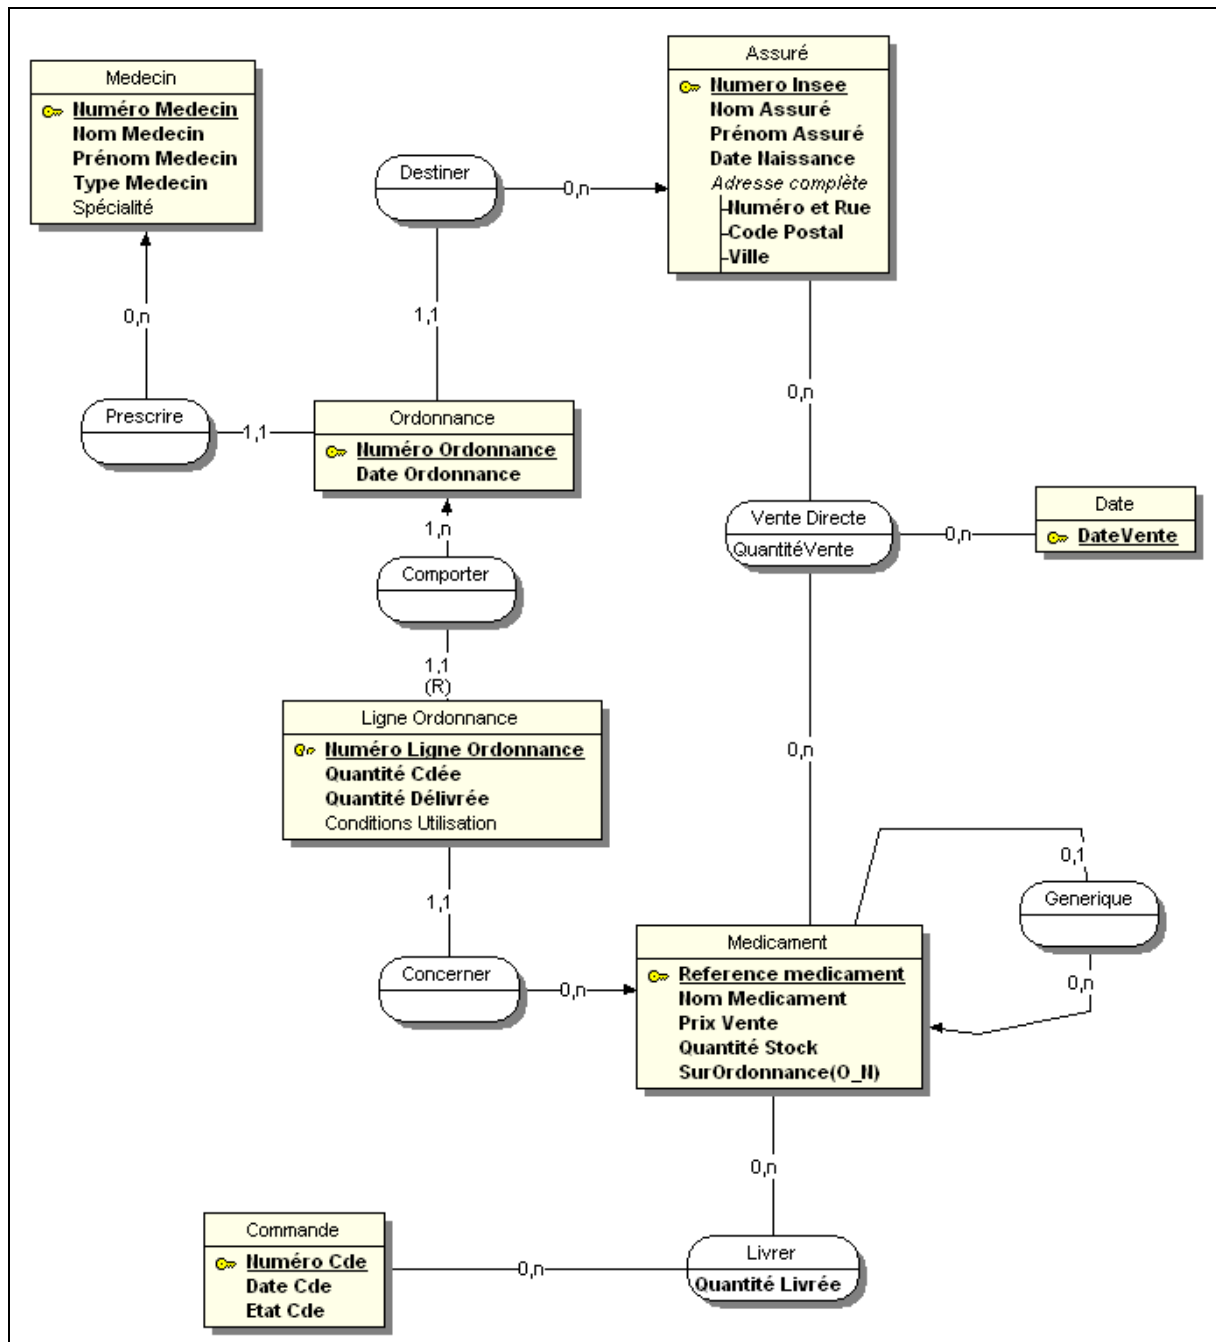 Medecin
Numéro Medecin
Nom Medecin
Prénom Medecin
Type Medecin
Spécialité
Assuré
Numero Insee
Nom Assuré
Prénom Assuré
Date Naissance
Adresse complète
Numéro et Rue
Code Postal
Ville
Destiner
0,n
1,1
0,n
0,n
Prescrire
1,1
Ordonnance
Numéro Ordonnance
Date Ordonnance
Vente Directe
QuantitéVente
0,n
Date
DateVente
1,n
Comporter
1,1
(R)
Ligne Ordonnance
Numéro Ligne Ordonnance
Quantité Cdée
Quantité Délivrée
Conditions Utilisation
0,n
0,1
Generique
0,n
1,1
Concerner
0,n
Medicament
Reference medicament
Nom Medicament
Prix Vente
Quantité Stock
SurOrdonnance(O_N)
0,n
Commande
Numéro Cde
Date Cde
Etat Cde
0,n
Livrer
Quantité Livrée